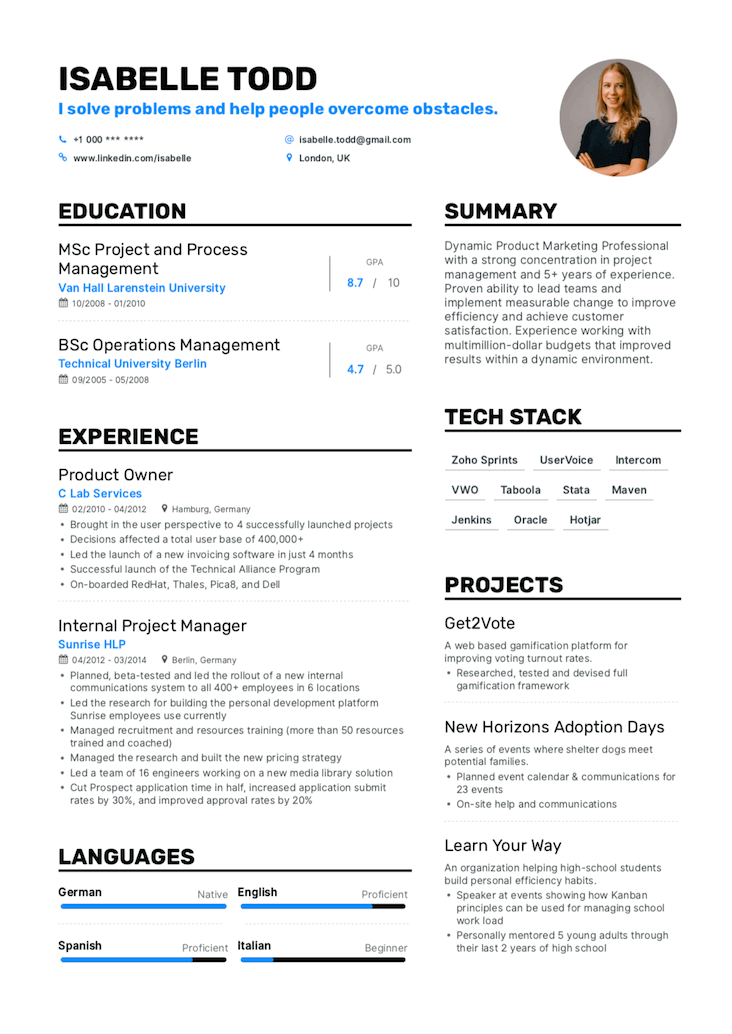 ISABELLE TODD
I solve problems and help people overcome obstacles.
+1 000 *** ****
isabelle.todd@gmail.com
www.linkedin.com/isabelle
London, UK
EDUCATION
MSc Project and Process
Management
Van Hall Larenstein University
10/2008 - 01/2010
GPA
8.7 / 10
BSc Operations Management
Technical University Berlin
09/2005 - 05/2008
GPA
4.7 / 5.0
EXPERIENCE
Product Owner
C Lab Services
02/2010 - 04/2012 Hamburg, Germany
• Brought in the user perspective to 4 successfully launched projects
• Decisions affected a total user base of 400,000+
• Led the launch of a new invoicing software in just 4 months
• Successful launch of the Technical Alliance Program
• On-boarded RedHat, Thales, Pica8, and Dell
Internal Project Manager
Sunrise HLP
04/2012 - 03/2014 Berlin, Germany
• Planned, beta-tested and led the rollout of a new internal
communications system to all 400+ employees in 6 locations
• Led the research for building the personal development platform
Sunrise employees use currently
• Managed recruitment and resources training (more than 50 resources
trained and coached)
• Managed the research and built the new pricing strategy
• Led a team of 16 engineers working on a new media library solution
• Cut Prospect application time in half, increased application submit
rates by 30%, and improved approval rates by 20%
LANGUAGES
German Native
English Proficient
Spanish Proficient
Italian Beginner
SUMMARY
Dynamic Product Marketing Professional
with a strong concentration in project
management and 5+ years of experience.
Proven ability to lead teams and
implement measurable change to improve
efficiency and achieve customer
satisfaction. Experience working with
multimillion-dollar budgets that improved
results within a dynamic environment.
TECH STACK
Zoho Sprints UserVoice Intercom
VWO Taboola Stata Maven
Jenkins Oracle Hotjar
PROJECTS
Get2Vote
A web based gamification platform for
improving voting turnout rates.
• Researched, tested and devised full
gamification framework
New Horizons Adoption Days
A series of events where shelter dogs meet
potential families.
• Planned event calendar & communications for
23 events
• On-site help and communications
Learn Your Way
An organization helping high-school students
build personal efficiency habits.
• Speaker at events showing how Kanban
principles can be used for managing school
work load
• Personally mentored 5 young adults through
their last 2 years of high school